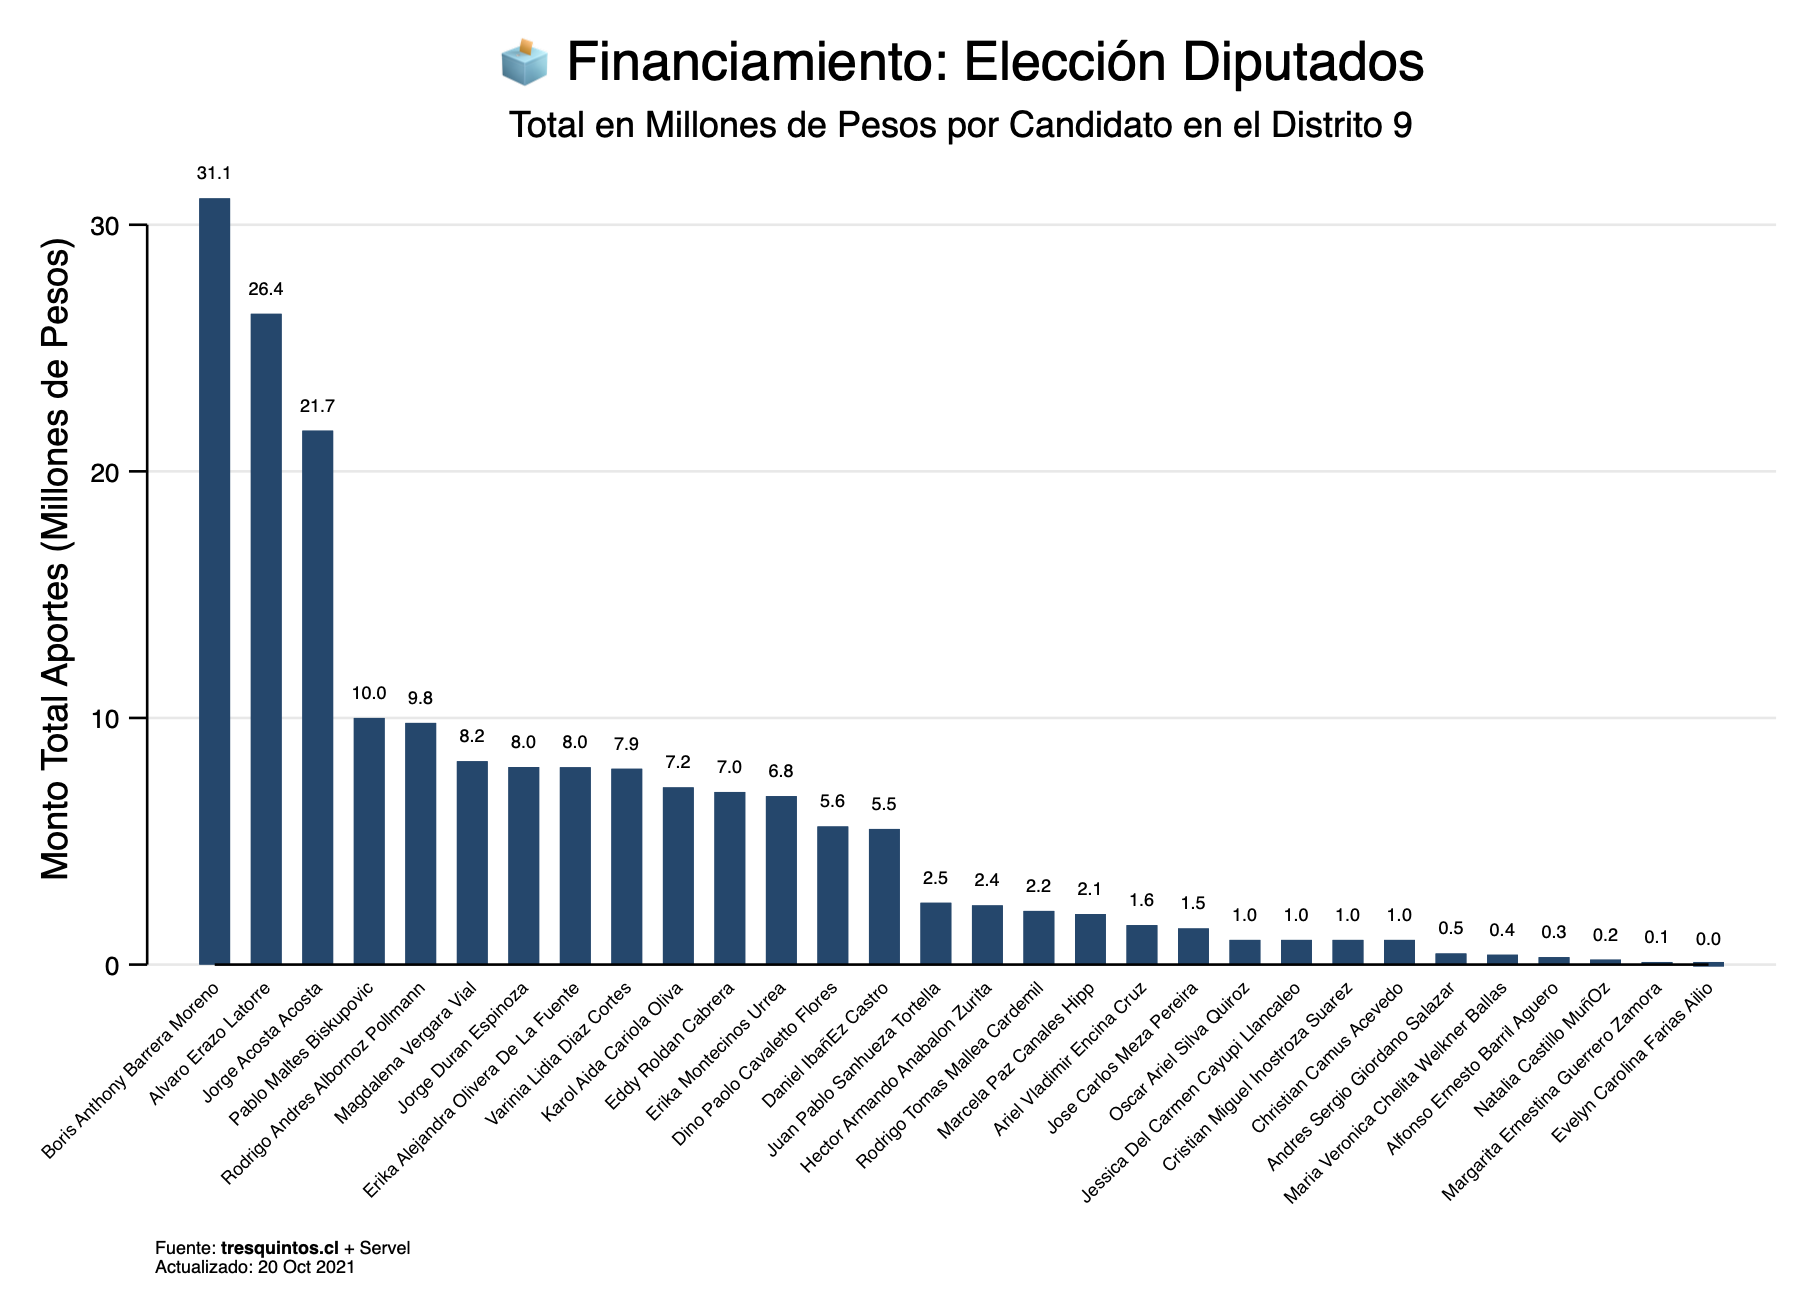 Financiamiento: Elección Diputados
Total en Millones de Pesos por Candidato en el Distrito 9
Monto Total Aportes (Millones de Pesos)
30
20
10
0
31.1
26.4
21.7
10.0
9.8
8.2
8.0
8.0
7.9
7.2
7.0
6.8
5.6
5.5
2.5
2.4
2.2
2.1
1.6
1.5
1.0
1.0
1.0
1.0
0.5
0.4
0.3
0.2
0.1
0.0
Boris Anthony Barrera Moreno
Alvaro Erazo Latorre
Jorge Acosta Acosta
Pablo Maltes Biskupovic
Rodrigo Andres Albornoz Pollmann
Magdalena Vergara Vial
Jorge Duran Espinoza
Erika Alejandra Olivera De La Fuente
Varinia Lidia Diaz Cortes
Karol Aida Cariola Oliva
Eddy Roldan Cabrera
Erika Montecinos Urrea
Dino Paolo Cavaletto Flores
Daniel IbañEz Castro
Juan Pablo Sanhueza Tortella
Hector Armando Anabalon Zurita
Rodrigo Tomas Mallea Cardemil
Marcela Paz Canales Hipp
Ariel Vladimir Encina Cruz
Jose Carlos Meza Pereira
Oscar Ariel Silva Quiroz
Jessica Del Carmen Cayupi Llancaleo
Cristian Miguel Inostroza Suarez
Christian Camus Acevedo
Andres Sergio Giordano Salazar
Maria Veronica Chelita Welkner Ballas
Alfonso Ernesto Barril Aguero
Natalia Castillo MuñOz
Margarita Ernestina Guerrero Zamora
Evelyn Carolina Farias Ailio
Fuente: tresquintos.cl + Servel
Actualizado: 20 Oct 2021